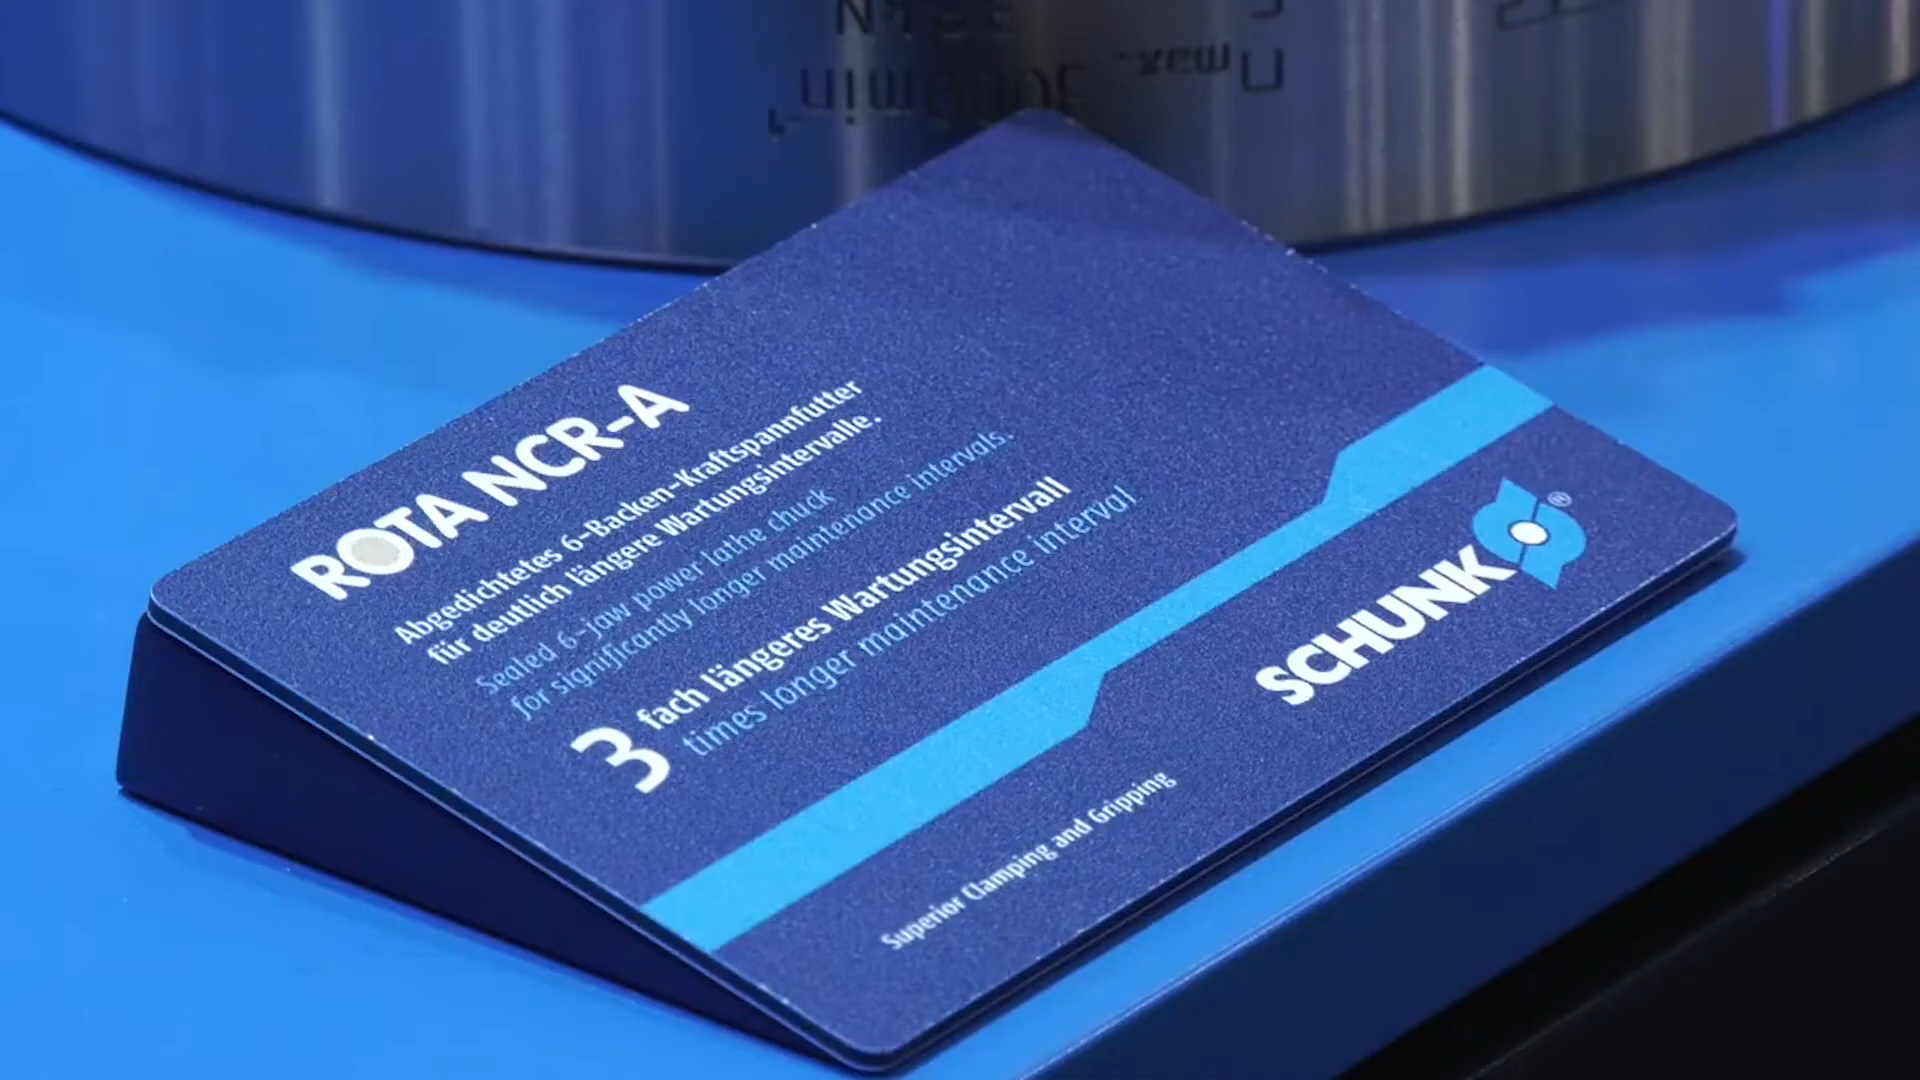 ROTA NCR-A
Abgedichtetes 6-Backen-Kraftspannfutter
für deutlich längere Wartungsintervalle.
Sealed 6-jaw power lathe chuck
for significantly longer maintenance intervals.
3 fach längeres Wartungsintervall
times longer maintenance interval
SCHUNK ®
Superior Clamping and Gripping
n max.